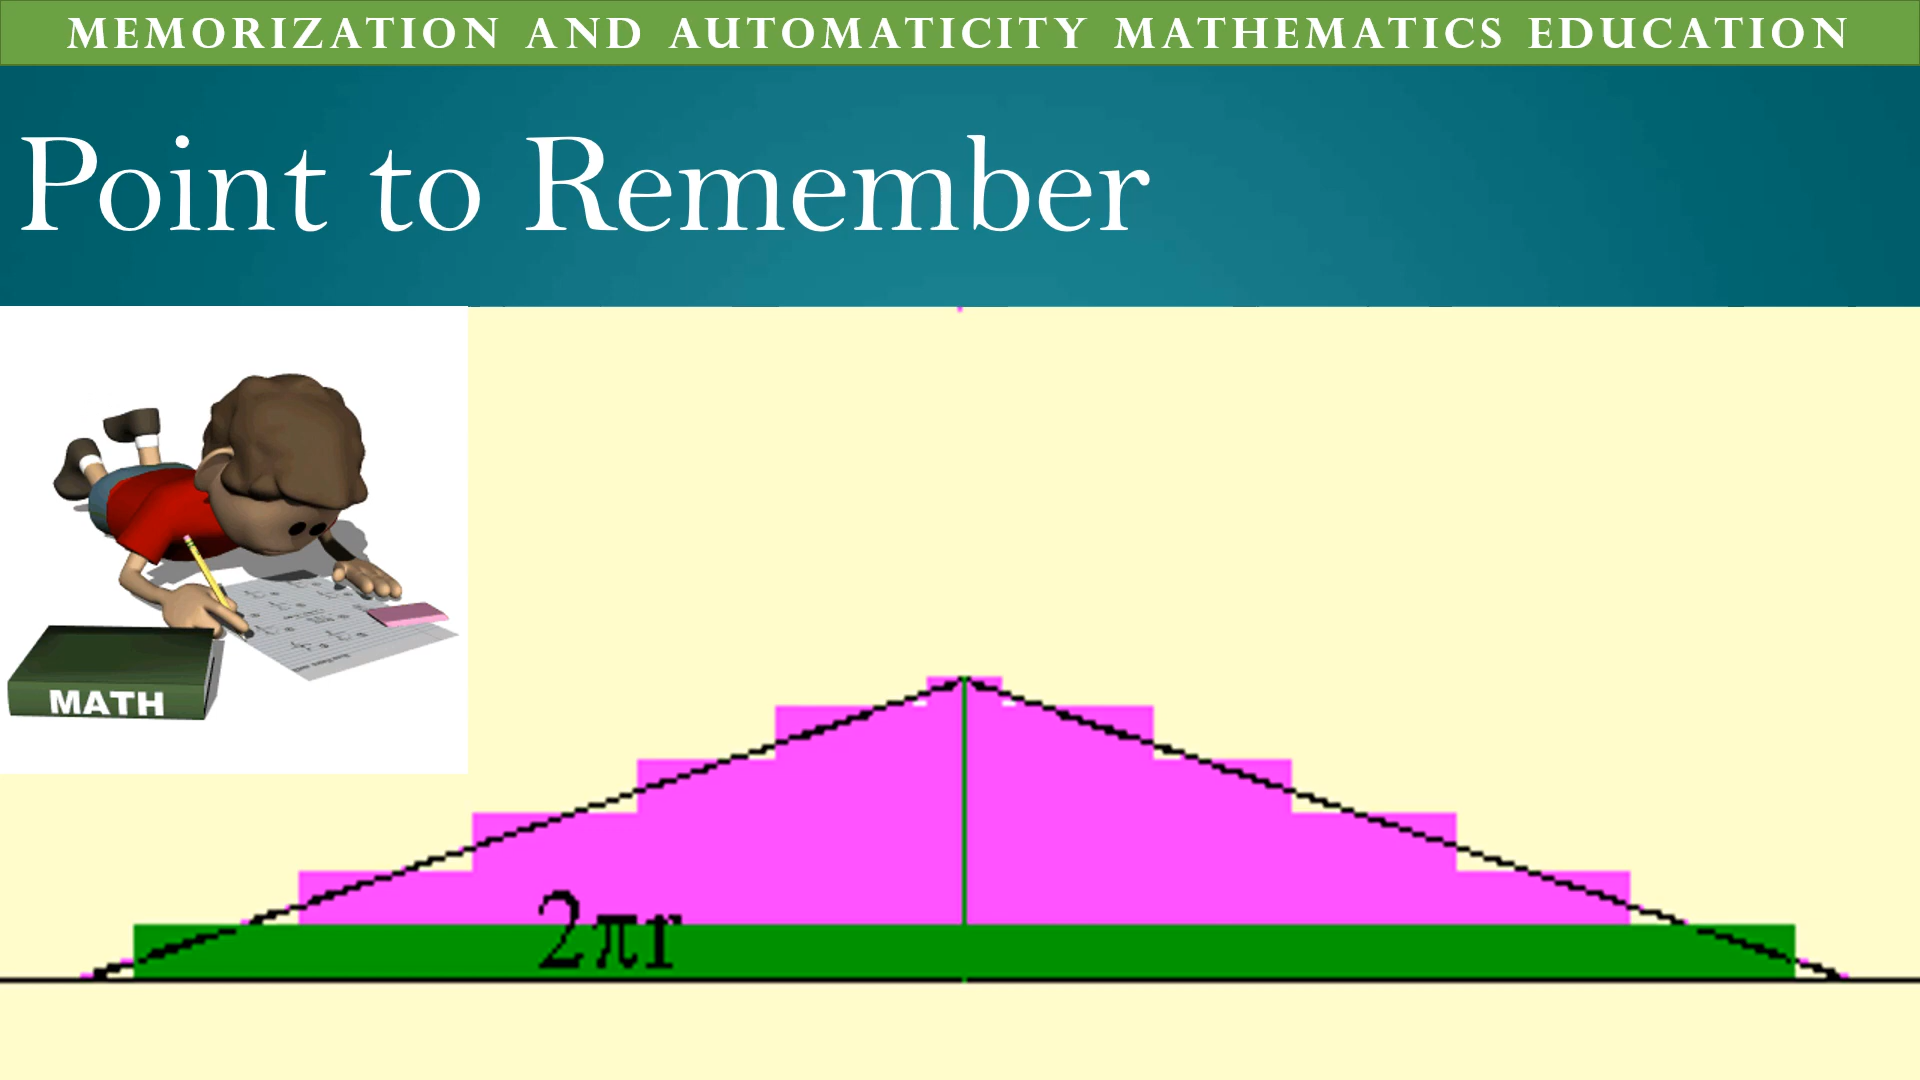 MEMORIZATION AND AUTOMATICITY MATHEMATICS EDUCATION
Point to Remember
MATH
2πr